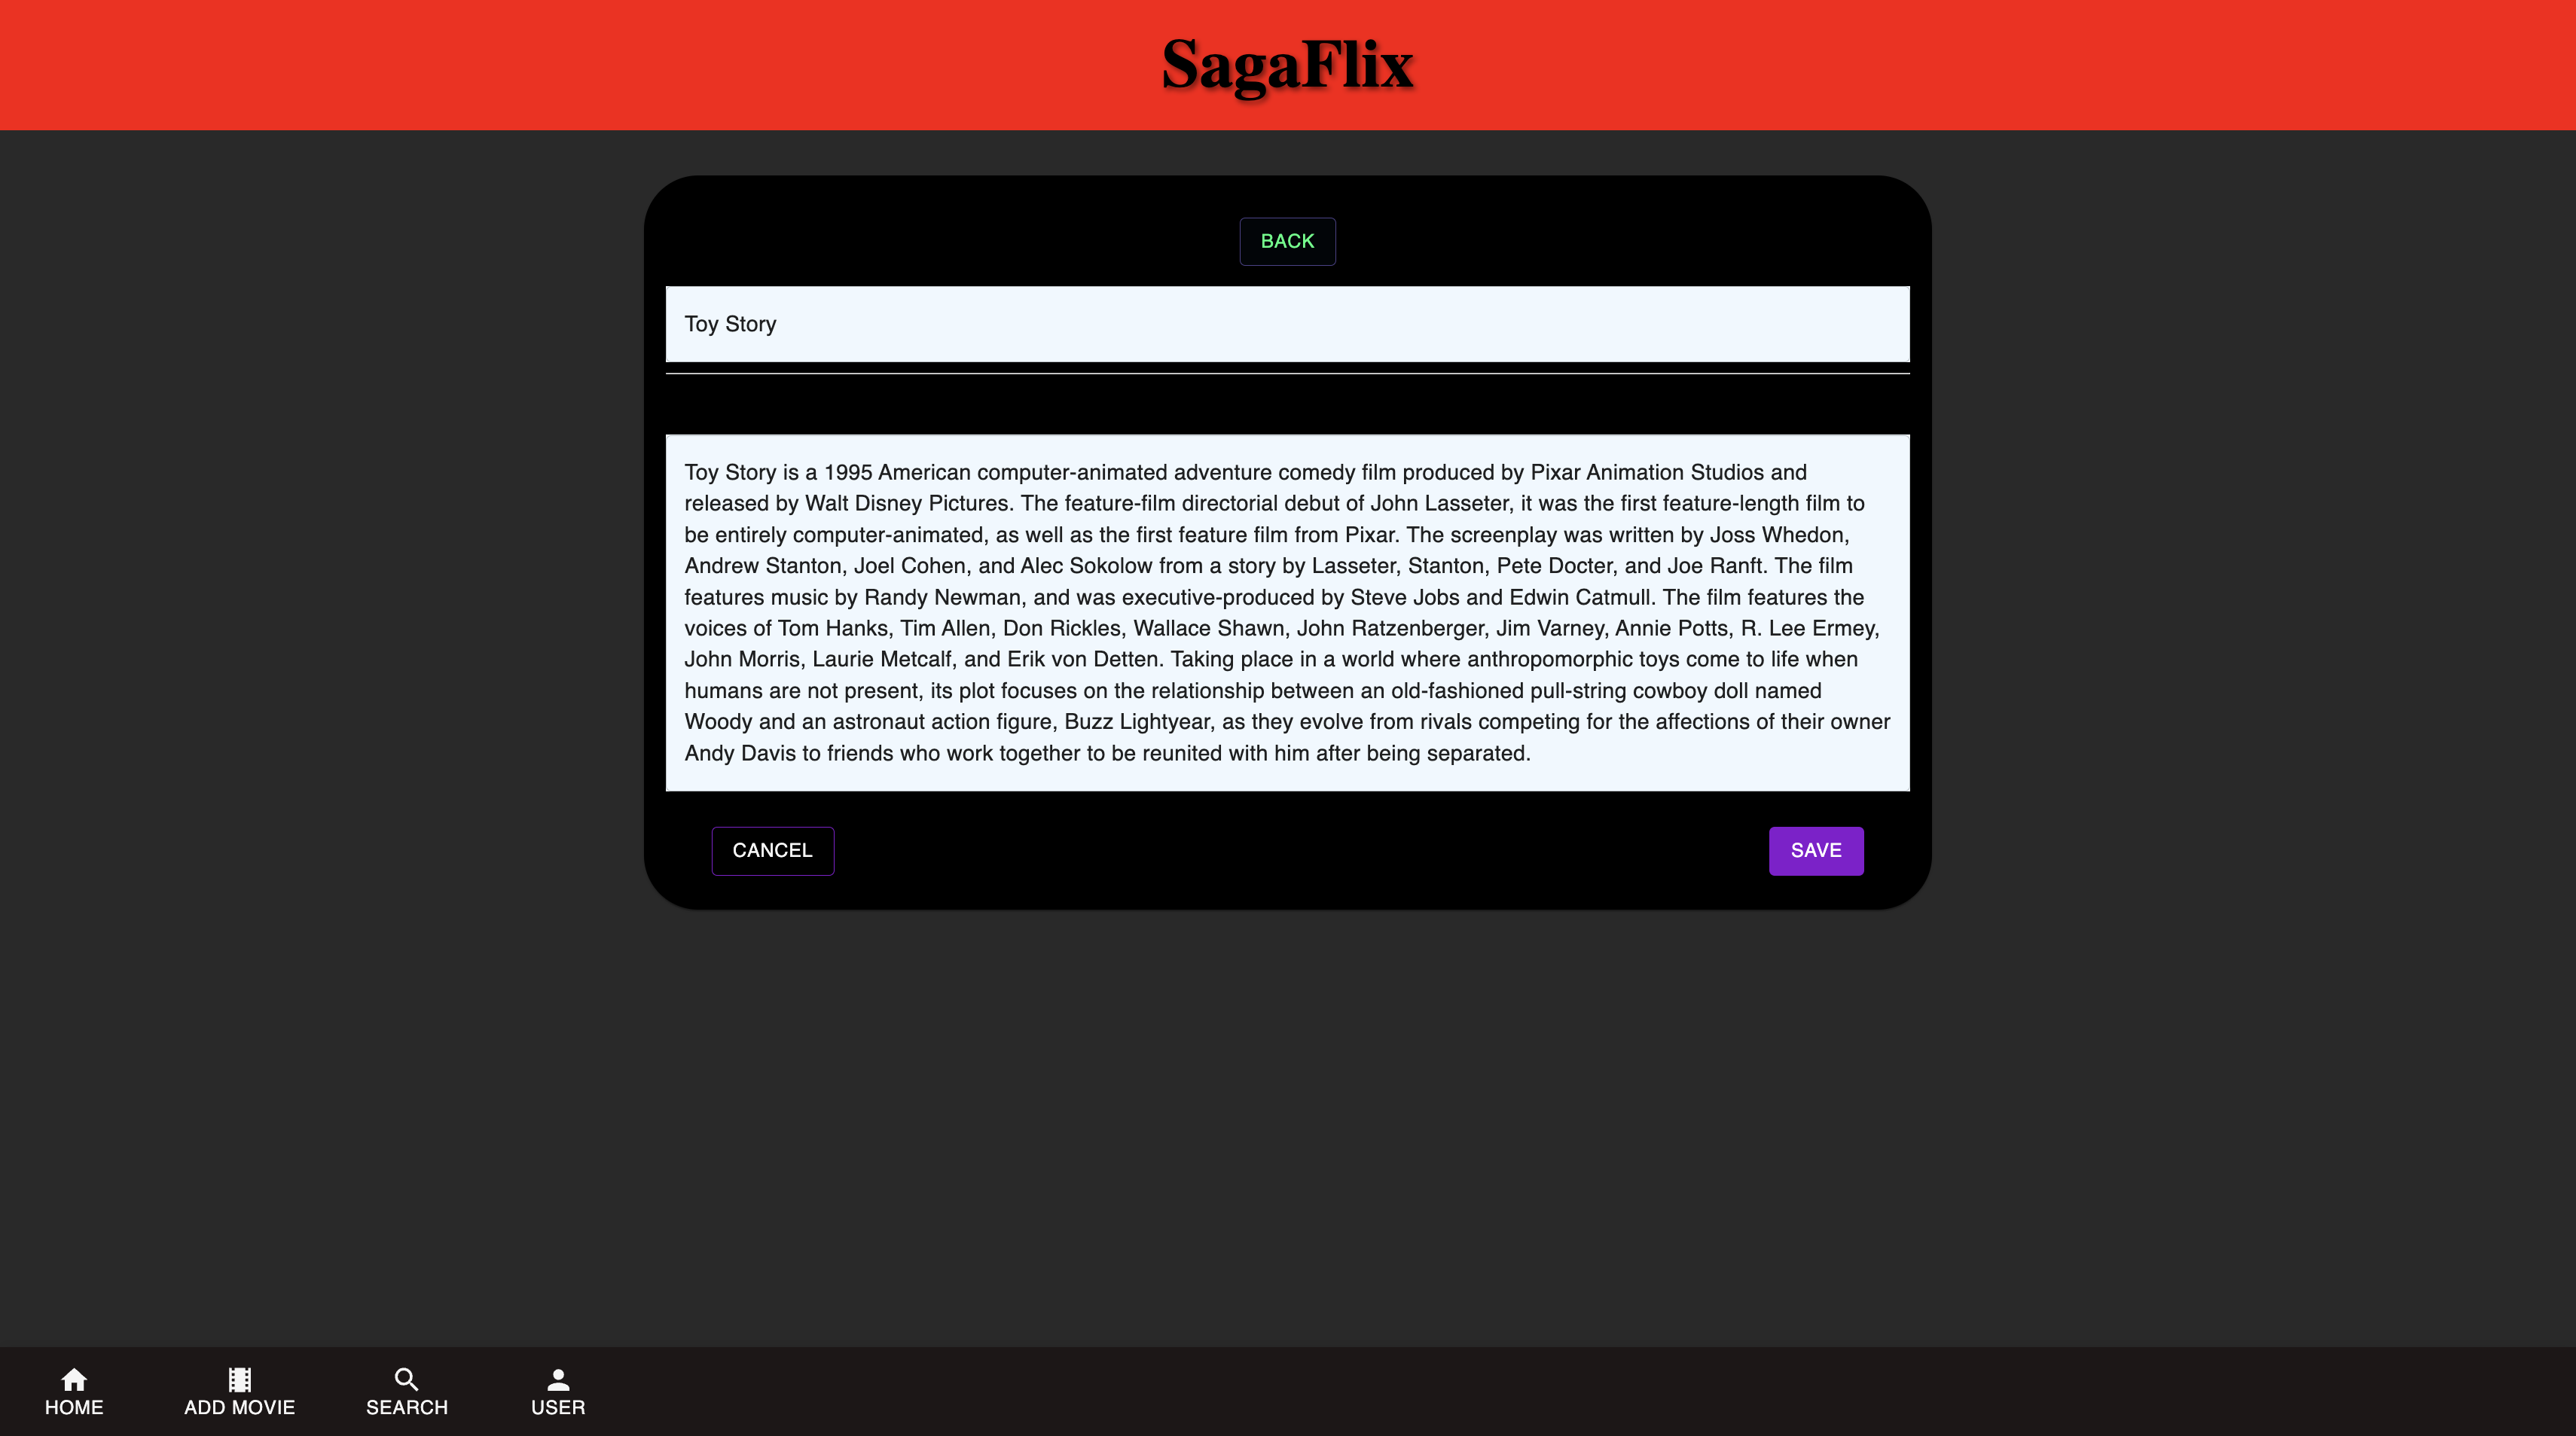 SagaFlix
BACK
Toy Story
Toy Story is a 1995 American computer-animated adventure comedy film produced by Pixar Animation Studios and
released by Walt Disney Pictures. The feature-film directorial debut of John Lasseter, it was the first feature-length film to
be entirely computer-animated, as well as the first feature film from Pixar. The screenplay was written by Joss Whedon,
Andrew Stanton, Joel Cohen, and Alec Sokolow from a story by Lasseter, Stanton, Pete Docter, and Joe Ranft. The film
features music by Randy Newman, and was executive-produced by Steve Jobs and Edwin Catmull. The film features the
voices of Tom Hanks, Tim Allen, Don Rickles, Wallace Shawn, John Ratzenberger, Jim Varney, Annie Potts, R. Lee Ermey,
John Morris, Laurie Metcalf, and Erik von Detten. Taking place in a world where anthropomorphic toys come to life when
humans are not present, its plot focuses on the relationship between an old-fashioned pull-string cowboy doll named
Woody and an astronaut action figure, Buzz Lightyear, as they evolve from rivals competing for the affections of their owner
Andy Davis to friends who work together to be reunited with him after being separated.
CANCEL SAVE
HOME ADD MOVIE SEARCH USER